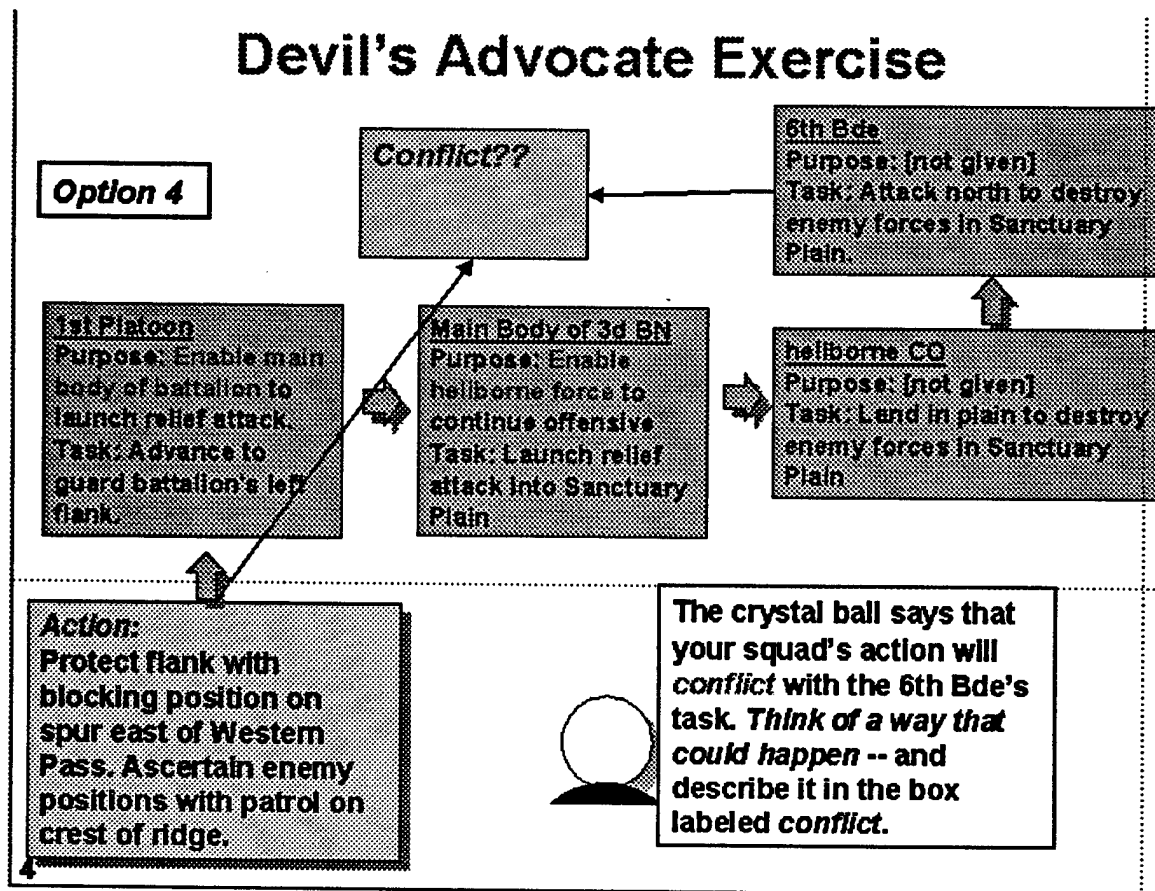 Devil's Advocate Exercise
Option 4
Conflict??
6th Bde
Purpose: [not given]
Task: Attack north to destroy
enemy forces in Sanctuary
Plain.
1st Platoon
Purpose: Enable main
body of battalion to
launch relief attack.
Task: Advance to
guard battalion's left
flank.
Main Body of 3d BN
Purpose: Enable
heliborne force to
continue offensive
Task: Launch relief
attack into Sanctuary
Plain
heliborne CO
Purpose: [not given]
Task: Land in plain to destroy
enemy forces in Sanctuary
Plain
Action:
Protect flank with
blocking position on
spur east of Western
Pass. Ascertain enemy
positions with patrol on
crest of ridge.
The crystal ball says that
your squad's action will
conflict with the 6th Bde's
task. Think of a way that
could happen -- and
describe it in the box
labeled conflict.
4